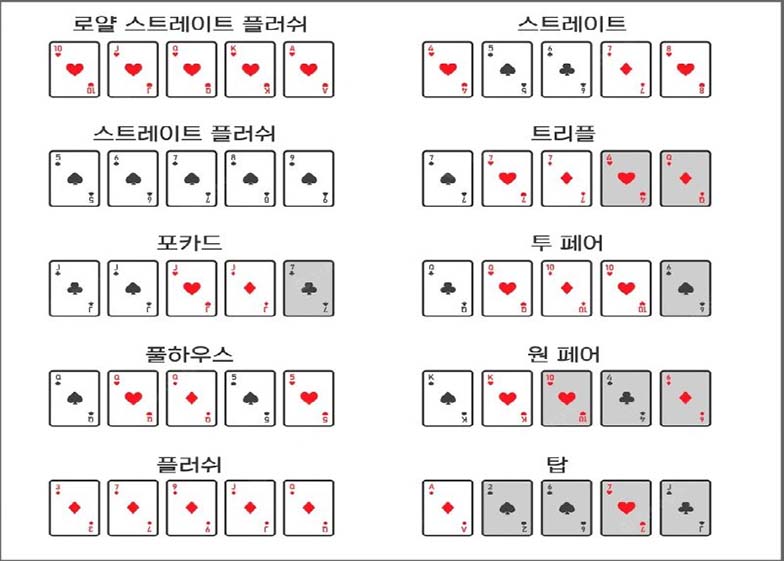 로얄 스트레이트 플러쉬
10 J Q K A
스트레이트 플러쉬
5 6 7 8 9
포카드
J J J J 7
풀하우스
Q Q Q 5 5
플러쉬
3 7 9 J Q
스트레이트
4 5 6 7 8
트리플
7 7 7 4 Q
투 페어
Q Q 10 10 6
원 페어
K K 10 4 6
탑
A 2 6 7 J